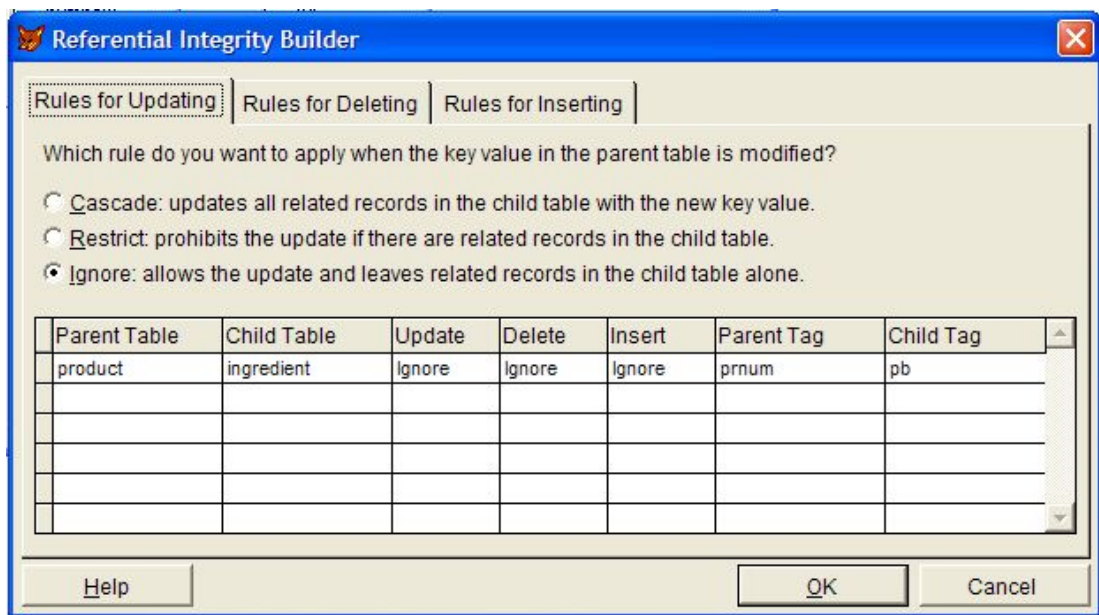 Referential Integrity Builder
Rules for Updating Rules for Deleting Rules for Inserting
Which rule do you want to apply when the key value in the parent table is modified?
Cascade: updates all related records in the child table with the new key value.
Restrict: prohibits the update if there are related records in the child table.
Ignore: allows the update and leaves related records in the child table alone.
Parent Table Child Table Update Delete Insert Parent Tag Child Tag
product ingredient Ignore Ignore Ignore prnum pb
Help OK Cancel